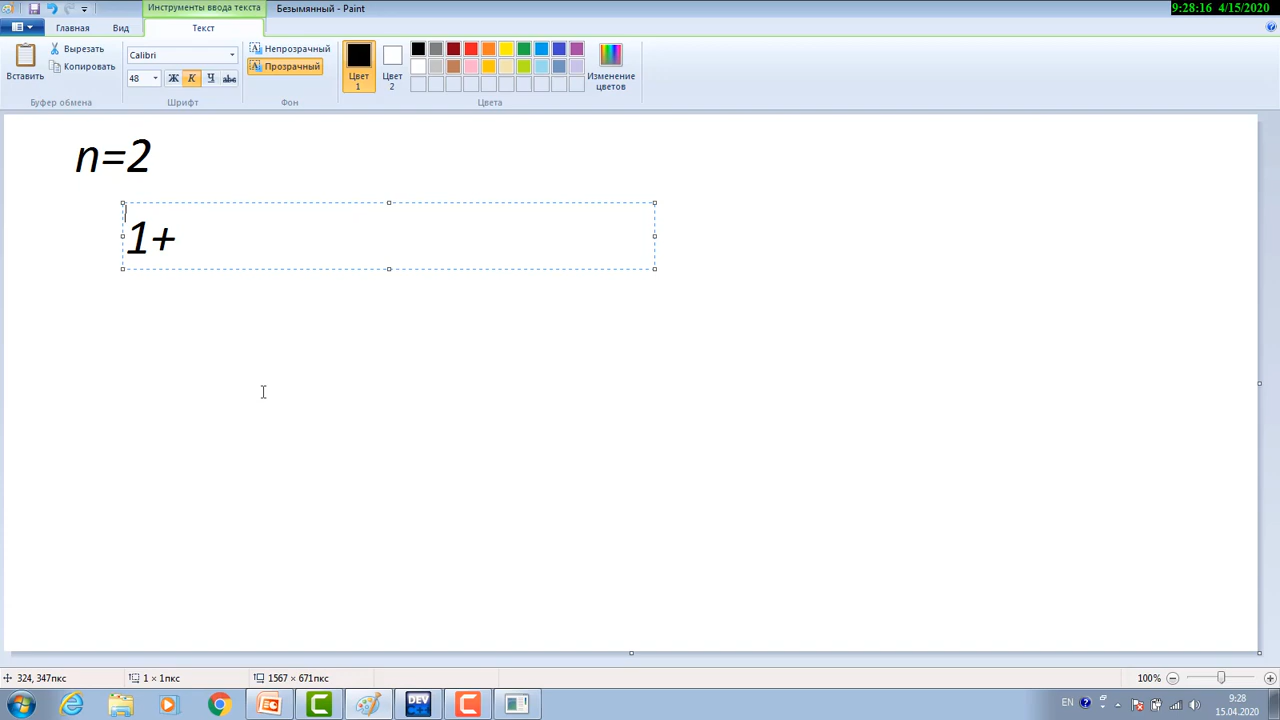 Инструменты ввода текста
Безымянный - Paint
9:28:16 4/15/2020
Главная
Вид
Текст
Вставить
Вырезать
Копировать
Буфер обмена
Calibri
48
Ж К Ч abc
Шрифт
Непрозрачный
Прозрачный
Фон
Цвет 1
Цвет 2
Изменение цветов
Цвета
n=2
1+
324, 347пкс
1 × 1пкс
1567 × 671пкс
100%
DEV
EN
9:28
15.04.2020